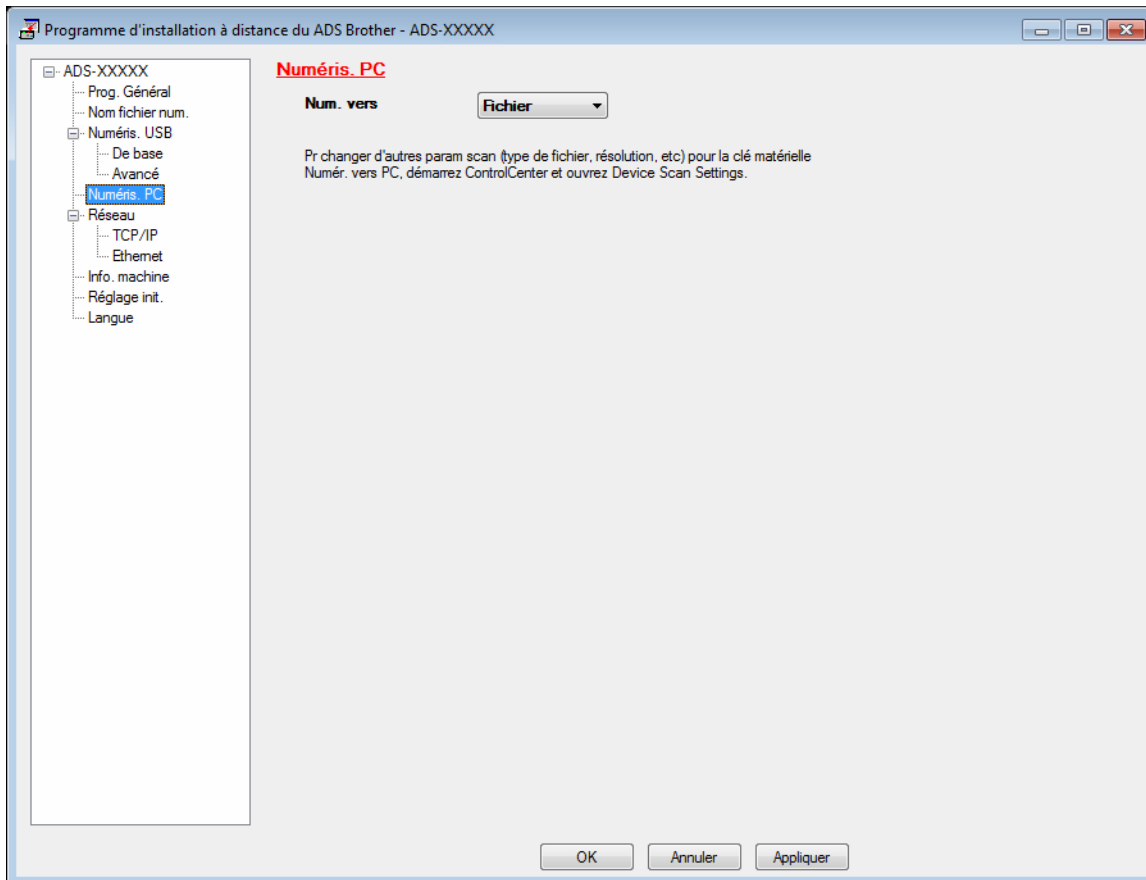 Programme d'installation à distance du ADS Brother - ADS-XXXXX
ADS-XXXXX
Prog. Général
Nom fichier num.
Numéris. USB
De base
Avancé
Numéris. PC
Réseau
TCP/IP
Ethernet
Info. machine
Réglage init.
Langue
Numéris. PC
Num. vers
Fichier
Pr changer d'autres param scan (type de fichier, résolution, etc) pour la clé matérielle
Numér. vers PC, démarrez ControlCenter et ouvrez Device Scan Settings.
OK
Annuler
Appliquer